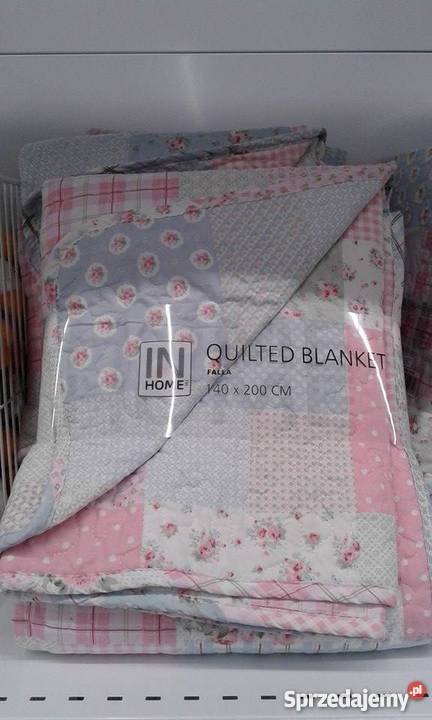 IN
HOME
QUILTED BLANKET
FALLA
140 x 200 CM
Sprzedajemy.pl